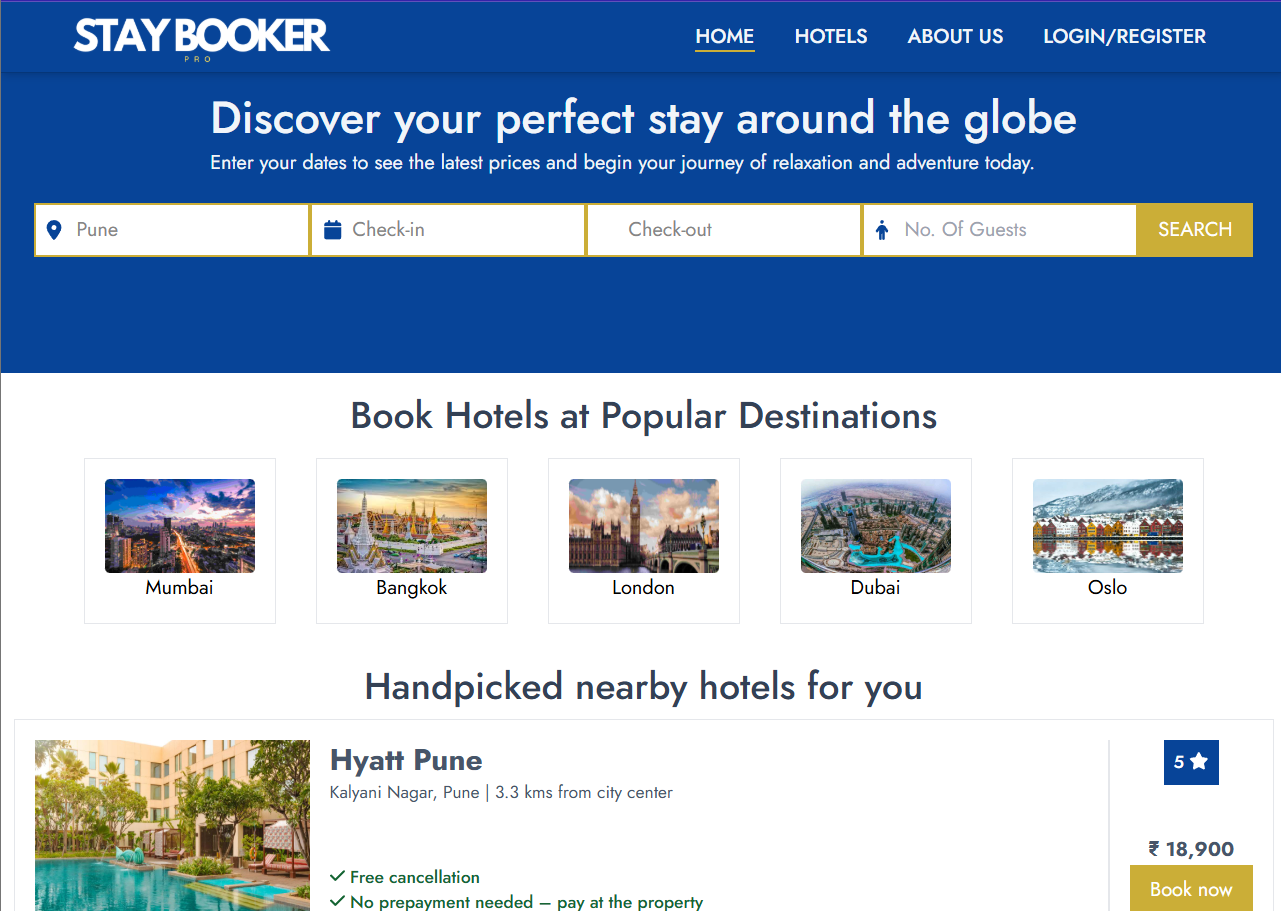 STAY BOOKER
PRO
HOME HOTELS ABOUT US LOGIN/REGISTER
Discover your perfect stay around the globe
Enter your dates to see the latest prices and begin your journey of relaxation and adventure today.
Pune Check-in Check-out No. Of Guests SEARCH
Book Hotels at Popular Destinations
Mumbai Bangkok London Dubai Oslo
Handpicked nearby hotels for you
Hyatt Pune
5
Kalyani Nagar, Pune | 3.3 kms from city center
₹ 18,900
Free cancellation
Book now
No prepayment needed – pay at the property